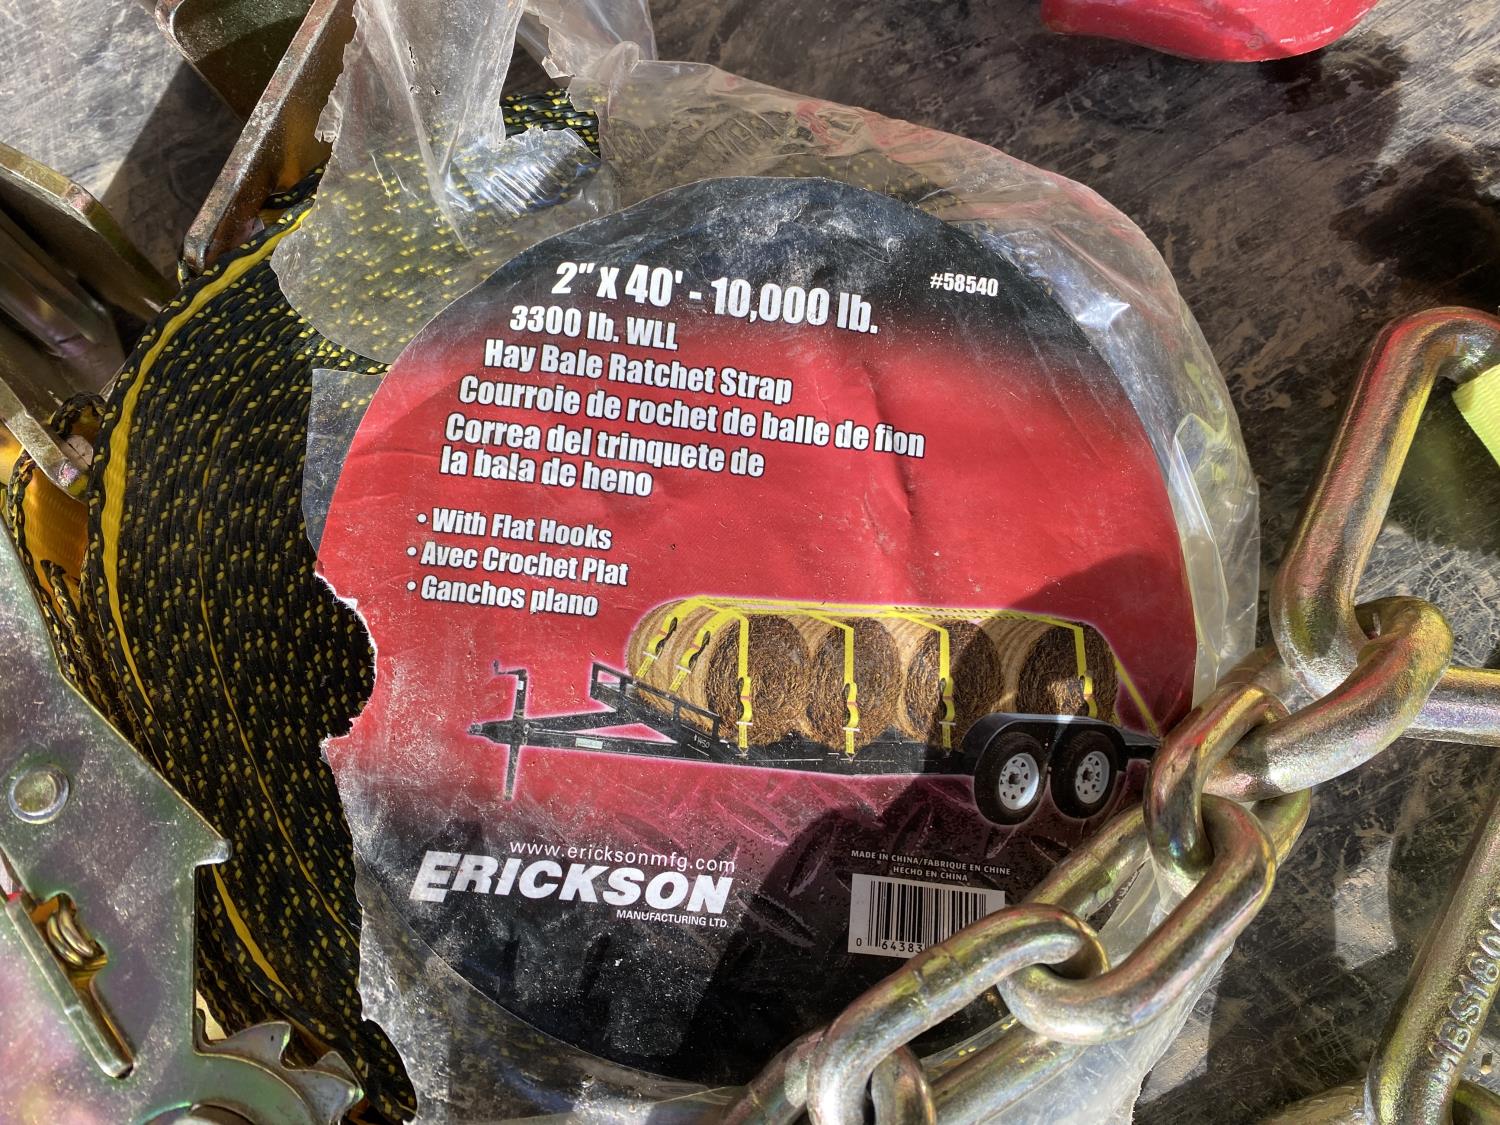 2" x 40' - 10,000 lb.
#58540
3300 lb. WLL
Hay Bale Ratchet Strap
Courroie de rochet de balle de fion
Correa del trinquete de
la bala de heno
• With Flat Hooks
• Avec Crochet Plat
• Ganchos plano
www.ericksonmfg.com
ERICKSON
MANUFACTURING LTD.
MADE IN CHINA/FABRIQUE EN CHINE
HECHO EN CHINA
0 64383